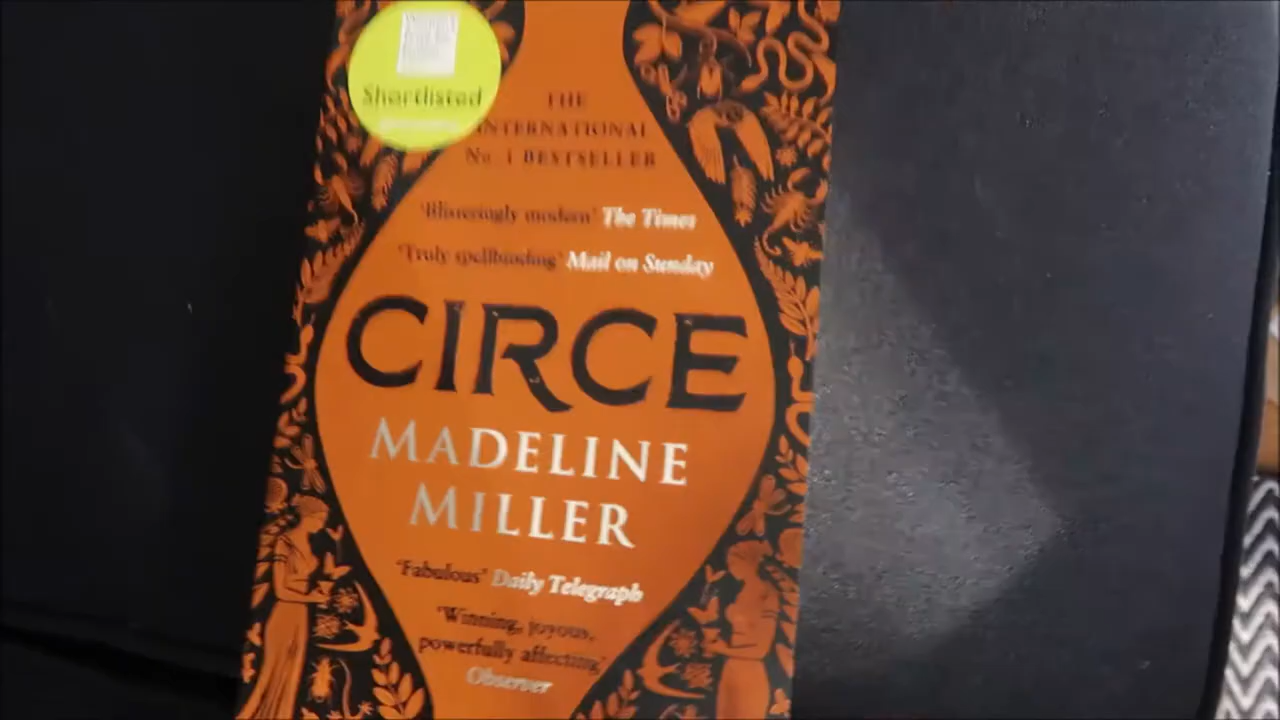 Shortlisted
THE
INTERNATIONAL
No. 1 BESTSELLER
'Blisteringly modern' The Times
'Truly spellbinding' Mail on Sunday
CIRCE
MADELINE
MILLER
'Fabulous' Daily Telegraph
'Winning, joyous,
powerfully affecting'
Observer